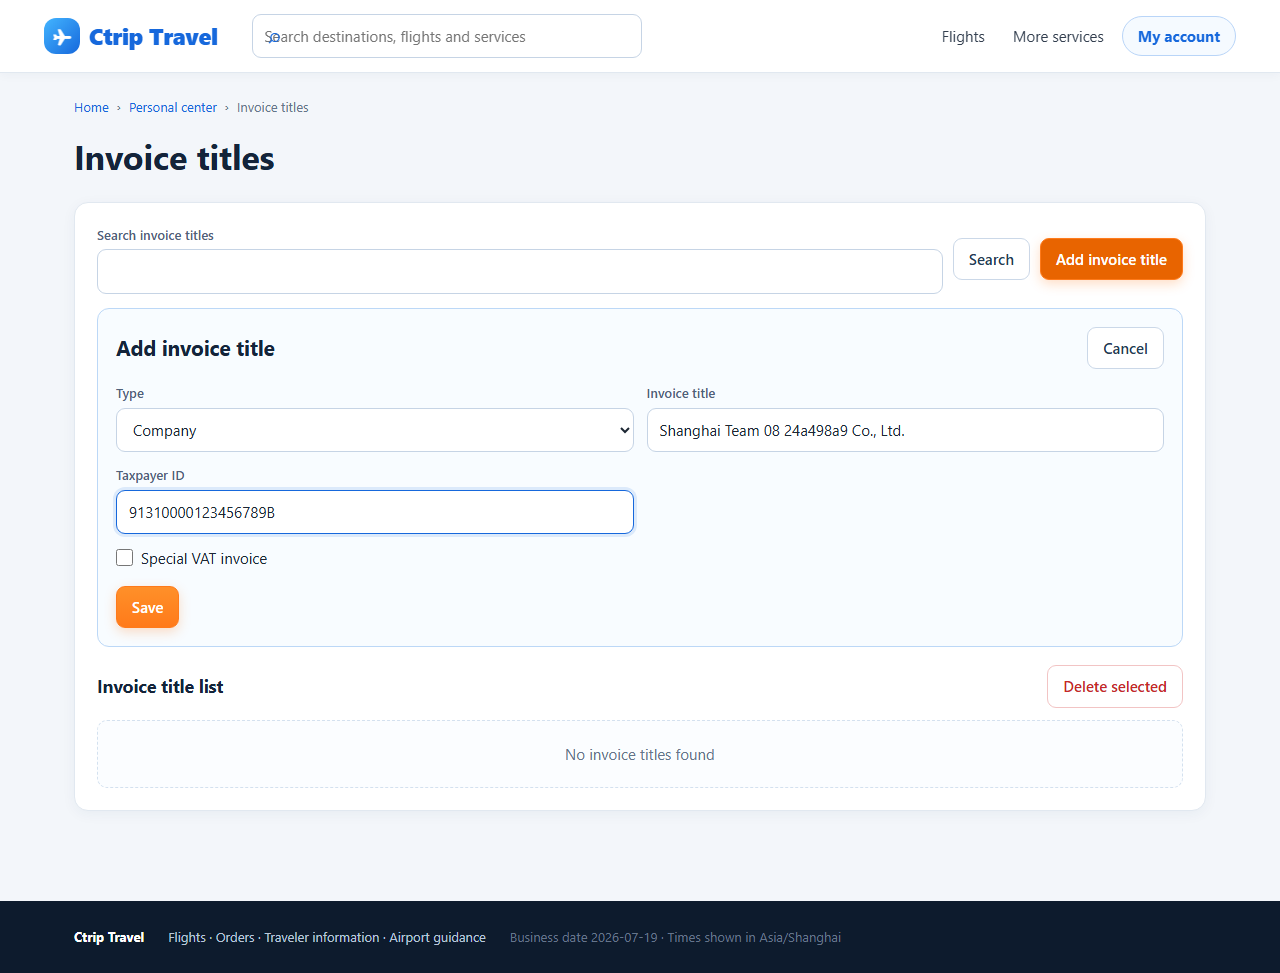 Ctrip Travel
Search destinations, flights and services
Flights
More services
My account
Home › Personal center › Invoice titles
Invoice titles
Search invoice titles
Search
Add invoice title
Add invoice title
Cancel
Type
Invoice title
Company
Shanghai Team 08 24a498a9 Co., Ltd.
Taxpayer ID
91310000123456789B
Special VAT invoice
Save
Invoice title list
Delete selected
No invoice titles found
Ctrip Travel
Flights · Orders · Traveler information · Airport guidance
Business date 2026-07-19 · Times shown in Asia/Shanghai